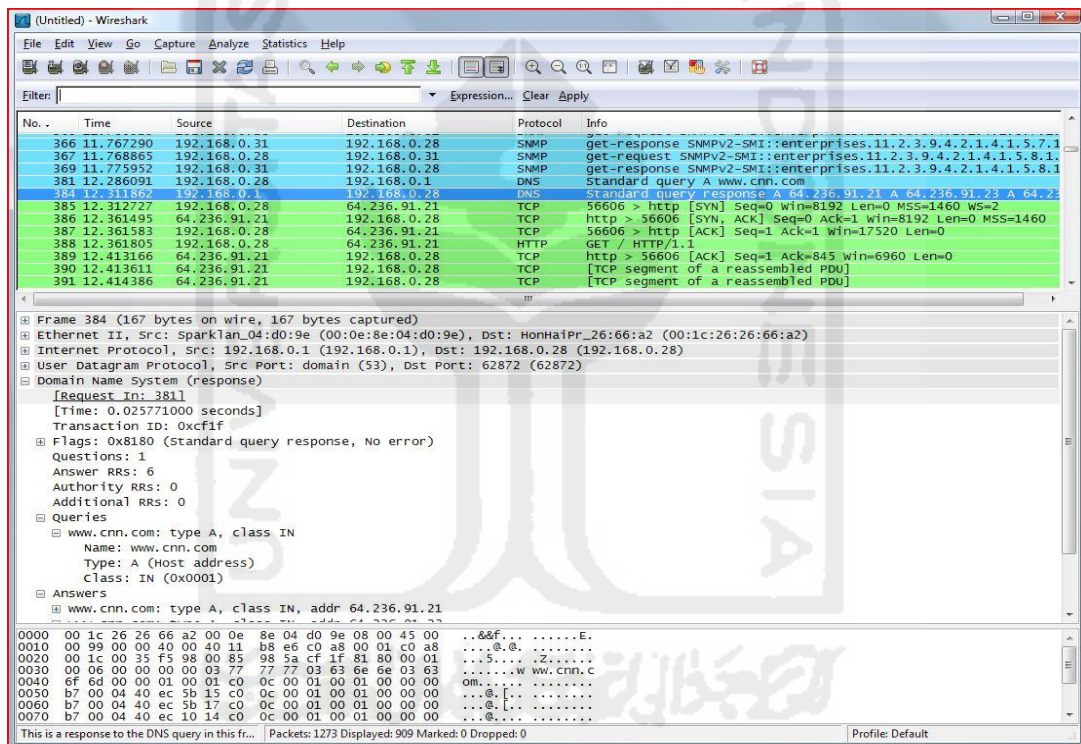 (Untitled) - Wireshark
File Edit View Go Capture Analyze Statistics Help
Filter: Expression... Clear Apply
No. . Time Source Destination Protocol Info
366 11.767290 192.168.0.31 192.168.0.28 SNMP get-response SNMPv2-SMI::enterprises.11.2.3.9.4.2.1.4.1.5.7.1
367 11.768865 192.168.0.28 192.168.0.31 SNMP get-request SNMPv2-SMI::enterprises.11.2.3.9.4.2.1.4.1.5.8.1.
369 11.775952 192.168.0.31 192.168.0.28 SNMP get-response SNMPv2-SMI::enterprises.11.2.3.9.4.2.1.4.1.5.8.1
381 12.286091 192.168.0.28 192.168.0.1 DNS Standard query A www.cnn.com
384 12.311862 192.168.0.1 192.168.0.28 DNS Standard query response A 64.236.91.21 A 64.236.91.23 A 64.23
385 12.312727 192.168.0.28 64.236.91.21 TCP 56606 > http [SYN] Seq=0 Win=8192 Len=0 MSS=1460 WS=2
386 12.361495 64.236.91.21 192.168.0.28 TCP http > 56606 [SYN, ACK] Seq=0 Ack=1 Win=8192 Len=0 MSS=1460
387 12.361583 192.168.0.28 64.236.91.21 TCP 56606 > http [ACK] Seq=1 Ack=1 Win=17520 Len=0
388 12.361805 192.168.0.28 64.236.91.21 HTTP GET / HTTP/1.1
389 12.413166 64.236.91.21 192.168.0.28 TCP http > 56606 [ACK] Seq=1 Ack=845 Win=6960 Len=0
390 12.413611 64.236.91.21 192.168.0.28 TCP [TCP segment of a reassembled PDU]
391 12.414386 64.236.91.21 192.168.0.28 TCP [TCP segment of a reassembled PDU]
Frame 384 (167 bytes on wire, 167 bytes captured)
Ethernet II, Src: Sparklan_04:d0:9e (00:0e:8e:04:d0:9e), Dst: HonHaiPr_26:66:a2 (00:1c:26:26:66:a2)
Internet Protocol, Src: 192.168.0.1 (192.168.0.1), Dst: 192.168.0.28 (192.168.0.28)
User Datagram Protocol, Src Port: domain (53), Dst Port: 62872 (62872)
Domain Name System (response)
[Request In: 381]
[Time: 0.025771000 seconds]
Transaction ID: 0xcf1f
Flags: 0x8180 (Standard query response, No error)
Questions: 1
Answer RRs: 6
Authority RRs: 0
Additional RRs: 0
Queries
www.cnn.com: type A, class IN
Name: www.cnn.com
Type: A (Host address)
Class: IN (0x0001)
Answers
www.cnn.com: type A, class IN, addr 64.236.91.21
0000 00 1c 26 26 66 a2 00 0e 8e 04 d0 9e 08 00 45 00 ..&&f... ......E.
0010 00 99 00 00 40 00 40 11 b8 e6 c0 a8 00 01 c0 a8 ....@.@. ........
0020 00 1c 00 35 f5 98 00 85 98 5a cf 1f 81 80 00 01 ...5.... .Z......
0030 00 06 00 00 00 00 03 77 77 77 03 63 6e 6e 03 63 .......w ww.cnn.c
0040 6f 6d 00 00 01 00 01 c0 0c 00 01 00 01 00 00 00 om...... ........
0050 b7 00 04 40 ec 5b 15 c0 0c 00 01 00 01 00 00 00 ...@.[.. ........
0060 b7 00 04 40 ec 5b 17 c0 0c 00 01 00 01 00 00 00 ...@.[.. ........
0070 b7 00 04 40 ec 10 14 c0 0c 00 01 00 01 00 00 00 ...@.... ........
This is a response to the DNS query in this fr... Packets: 1273 Displayed: 909 Marked: 0 Dropped: 0 Profile: Default